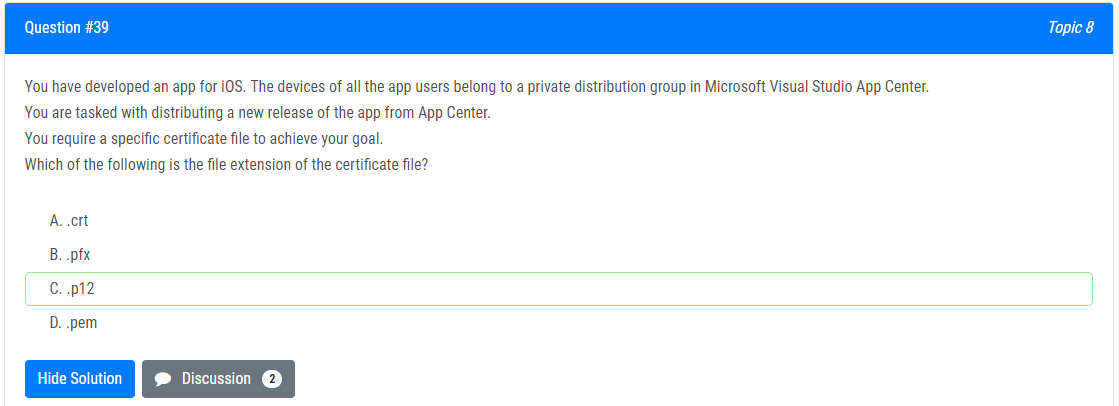 Question #39
Topic 8
You have developed an app for iOS. The devices of all the app users belong to a private distribution group in Microsoft Visual Studio App Center.
You are tasked with distributing a new release of the app from App Center.
You require a specific certificate file to achieve your goal.
Which of the following is the file extension of the certificate file?
A. .crt
B. .pfx
C. .p12
D. .pem
Hide Solution
Discussion 2